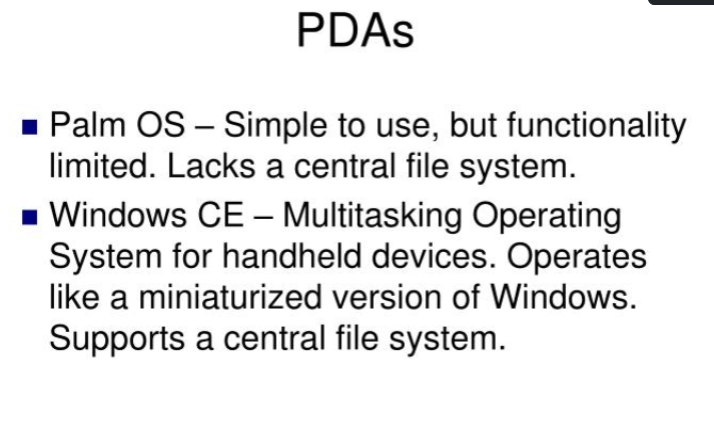 PDAs
■ Palm OS – Simple to use, but functionality
limited. Lacks a central file system.
■ Windows CE – Multitasking Operating
System for handheld devices. Operates
like a miniaturized version of Windows.
Supports a central file system.